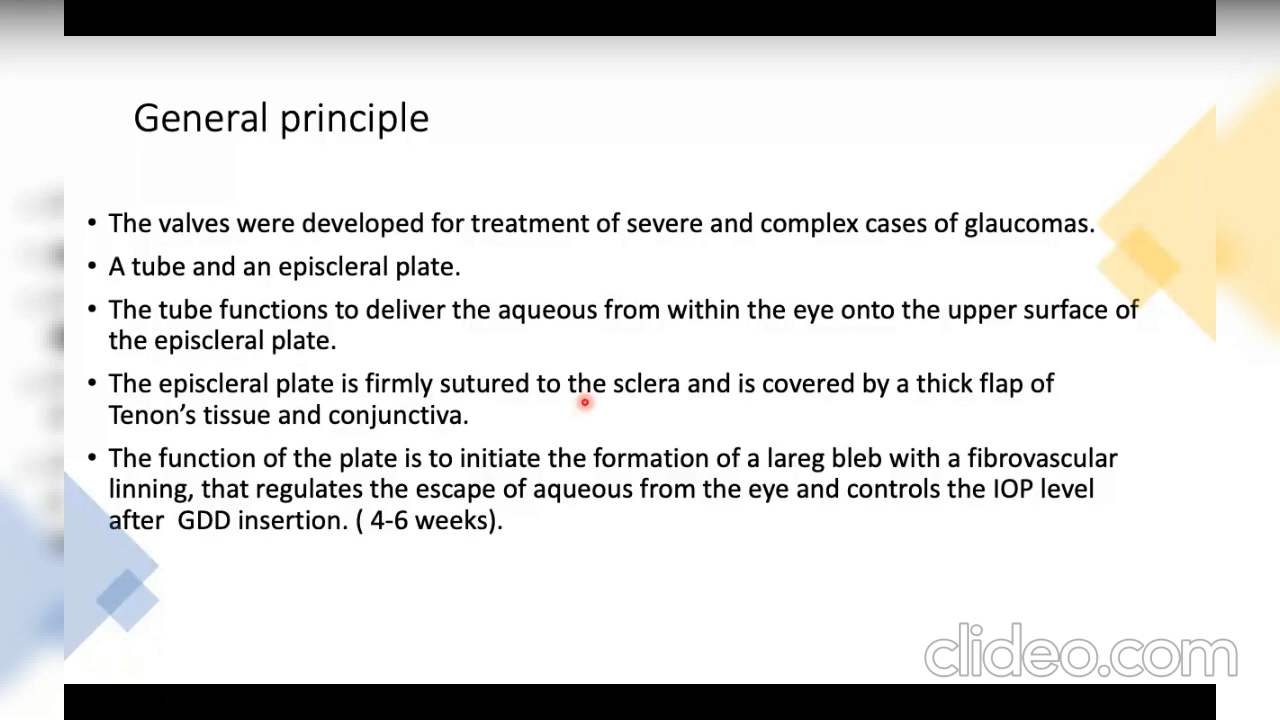 General principle
• The valves were developed for treatment of severe and complex cases of glaucomas.
• A tube and an episcleral plate.
• The tube functions to deliver the aqueous from within the eye onto the upper surface of
the episcleral plate.
• The episcleral plate is firmly sutured to the sclera and is covered by a thick flap of
Tenon’s tissue and conjunctiva.
• The function of the plate is to initiate the formation of a lareg bleb with a fibrovascular
linning, that regulates the escape of aqueous from the eye and controls the IOP level
after  GDD insertion. ( 4-6 weeks).
clideo.com